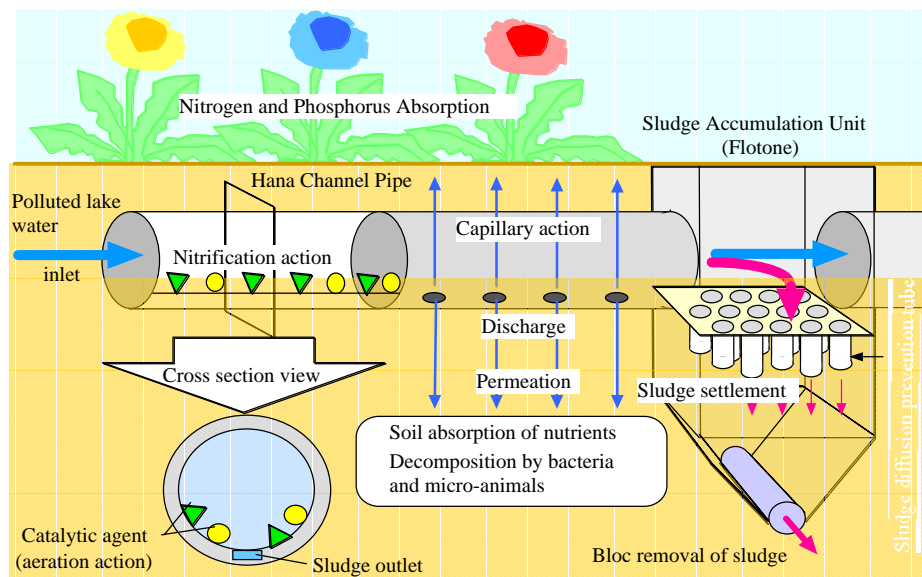 Nitrogen and Phosphorus Absorption
Sludge Accumulation Unit
(Flotone)
Hana Channel Pipe
Polluted lake
water
inlet
Nitrification action
Capillary action
Discharge
Permeation
Cross section view
Sludge settlement
Sludge diffusion prevention tube
Soil absorption of nutrients
Decomposition by bacteria
and micro-animals
Catalytic agent
(aeration action)
Sludge outlet
Bloc removal of sludge